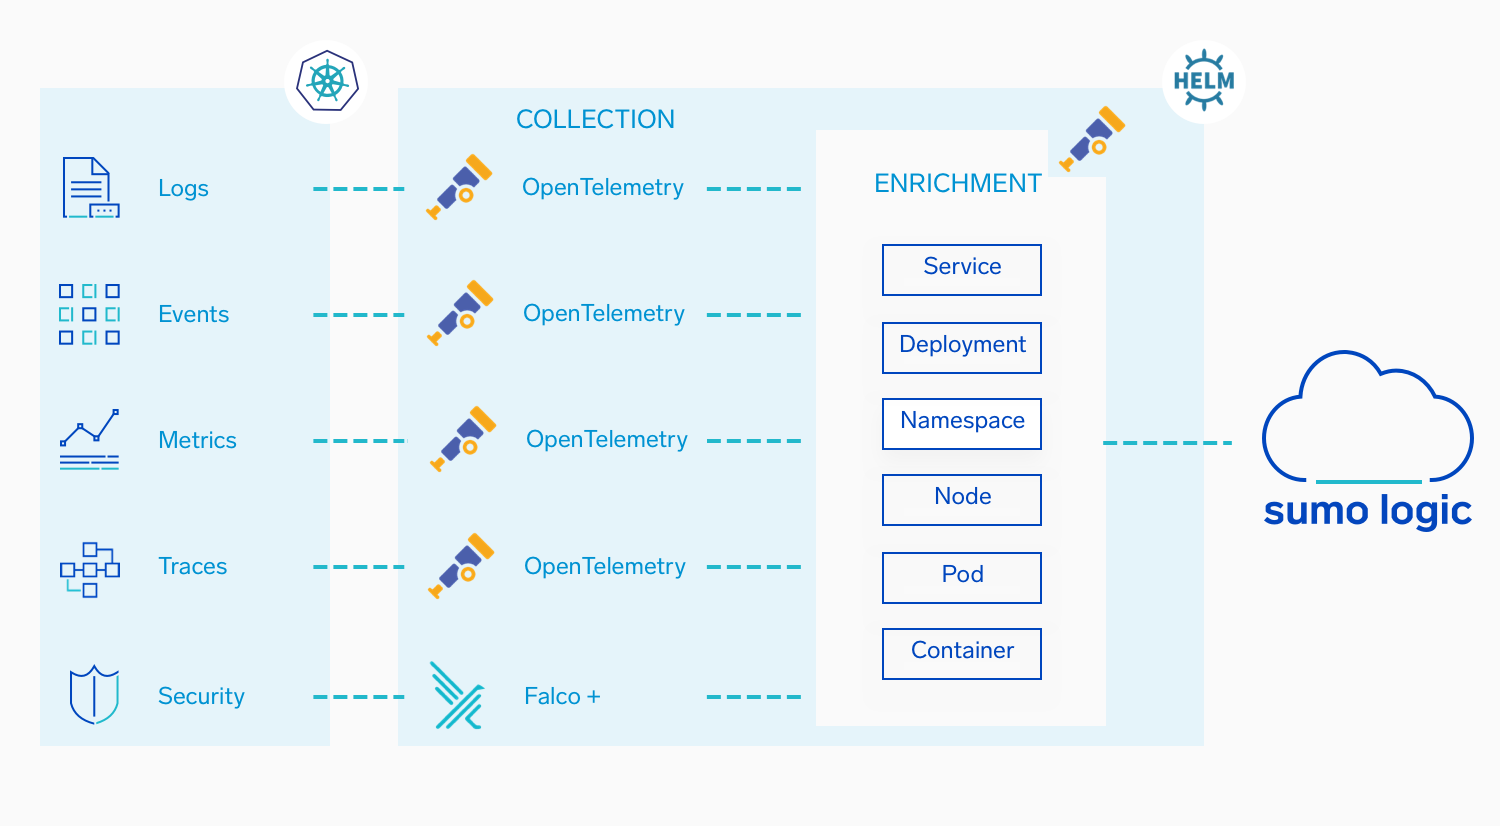 HELM
COLLECTION
Logs
OpenTelemetry
Events
OpenTelemetry
Metrics
OpenTelemetry
Traces
OpenTelemetry
Security
Falco +
ENRICHMENT
Service
Deployment
Namespace
Node
Pod
Container
sumo logic